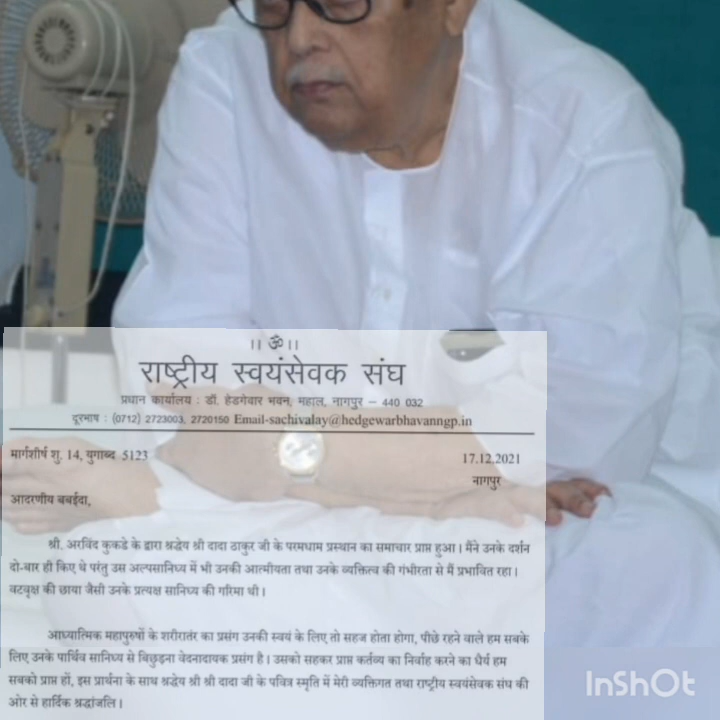 ।। ॐ ।।
राष्ट्रीय स्वयंसेवक संघ
प्रधान कार्यालय : डॉ. हेडगेवार भवन, महाल, नागपुर – 440 032
दूरभाष : (0712) 2723003, 2720150 Email-sachivalay@hedgewarbhavanngp.in
मार्गशीर्ष शु. 14, युगाब्द 5123 17.12.2021
नागपुर
आदरणीय बबईदा,
श्री. अरविंद कुकडे के द्वारा श्रद्धेय श्री दादा ठाकुर जी के परमधाम प्रस्थान का समाचार प्राप्त हुआ। मैंने उनके दर्शन
दो-बार ही किए थे परंतु उस अल्पसानिध्य में भी उनकी आत्मीयता तथा उनके व्यक्तित्व की गंभीरता से मैं प्रभावित रहा।
वटवृक्ष की छाया जैसी उनके प्रत्यक्ष सानिध्य की गरिमा थी।
आध्यात्मिक महापुरुषों के शरीरातंर का प्रसंग उनकी स्वयं के लिए तो सहज होता होगा, पीछे रहने वाले हम सबके
लिए उनके पार्थिव सानिध्य से बिछुड़ना वेदनादायक प्रसंग है। उसको सहकर प्राप्त कर्तव्य का निर्वाह करने का धैर्य हम
सबको प्राप्त हों, इस प्रार्थना के साथ श्रद्धेय श्री श्री दादा जी के पवित्र स्मृति में मेरी व्यक्तिगत तथा राष्ट्रीय स्वयंसेवक संघ की
ओर से हार्दिक श्रद्धांजलि।
InShOt